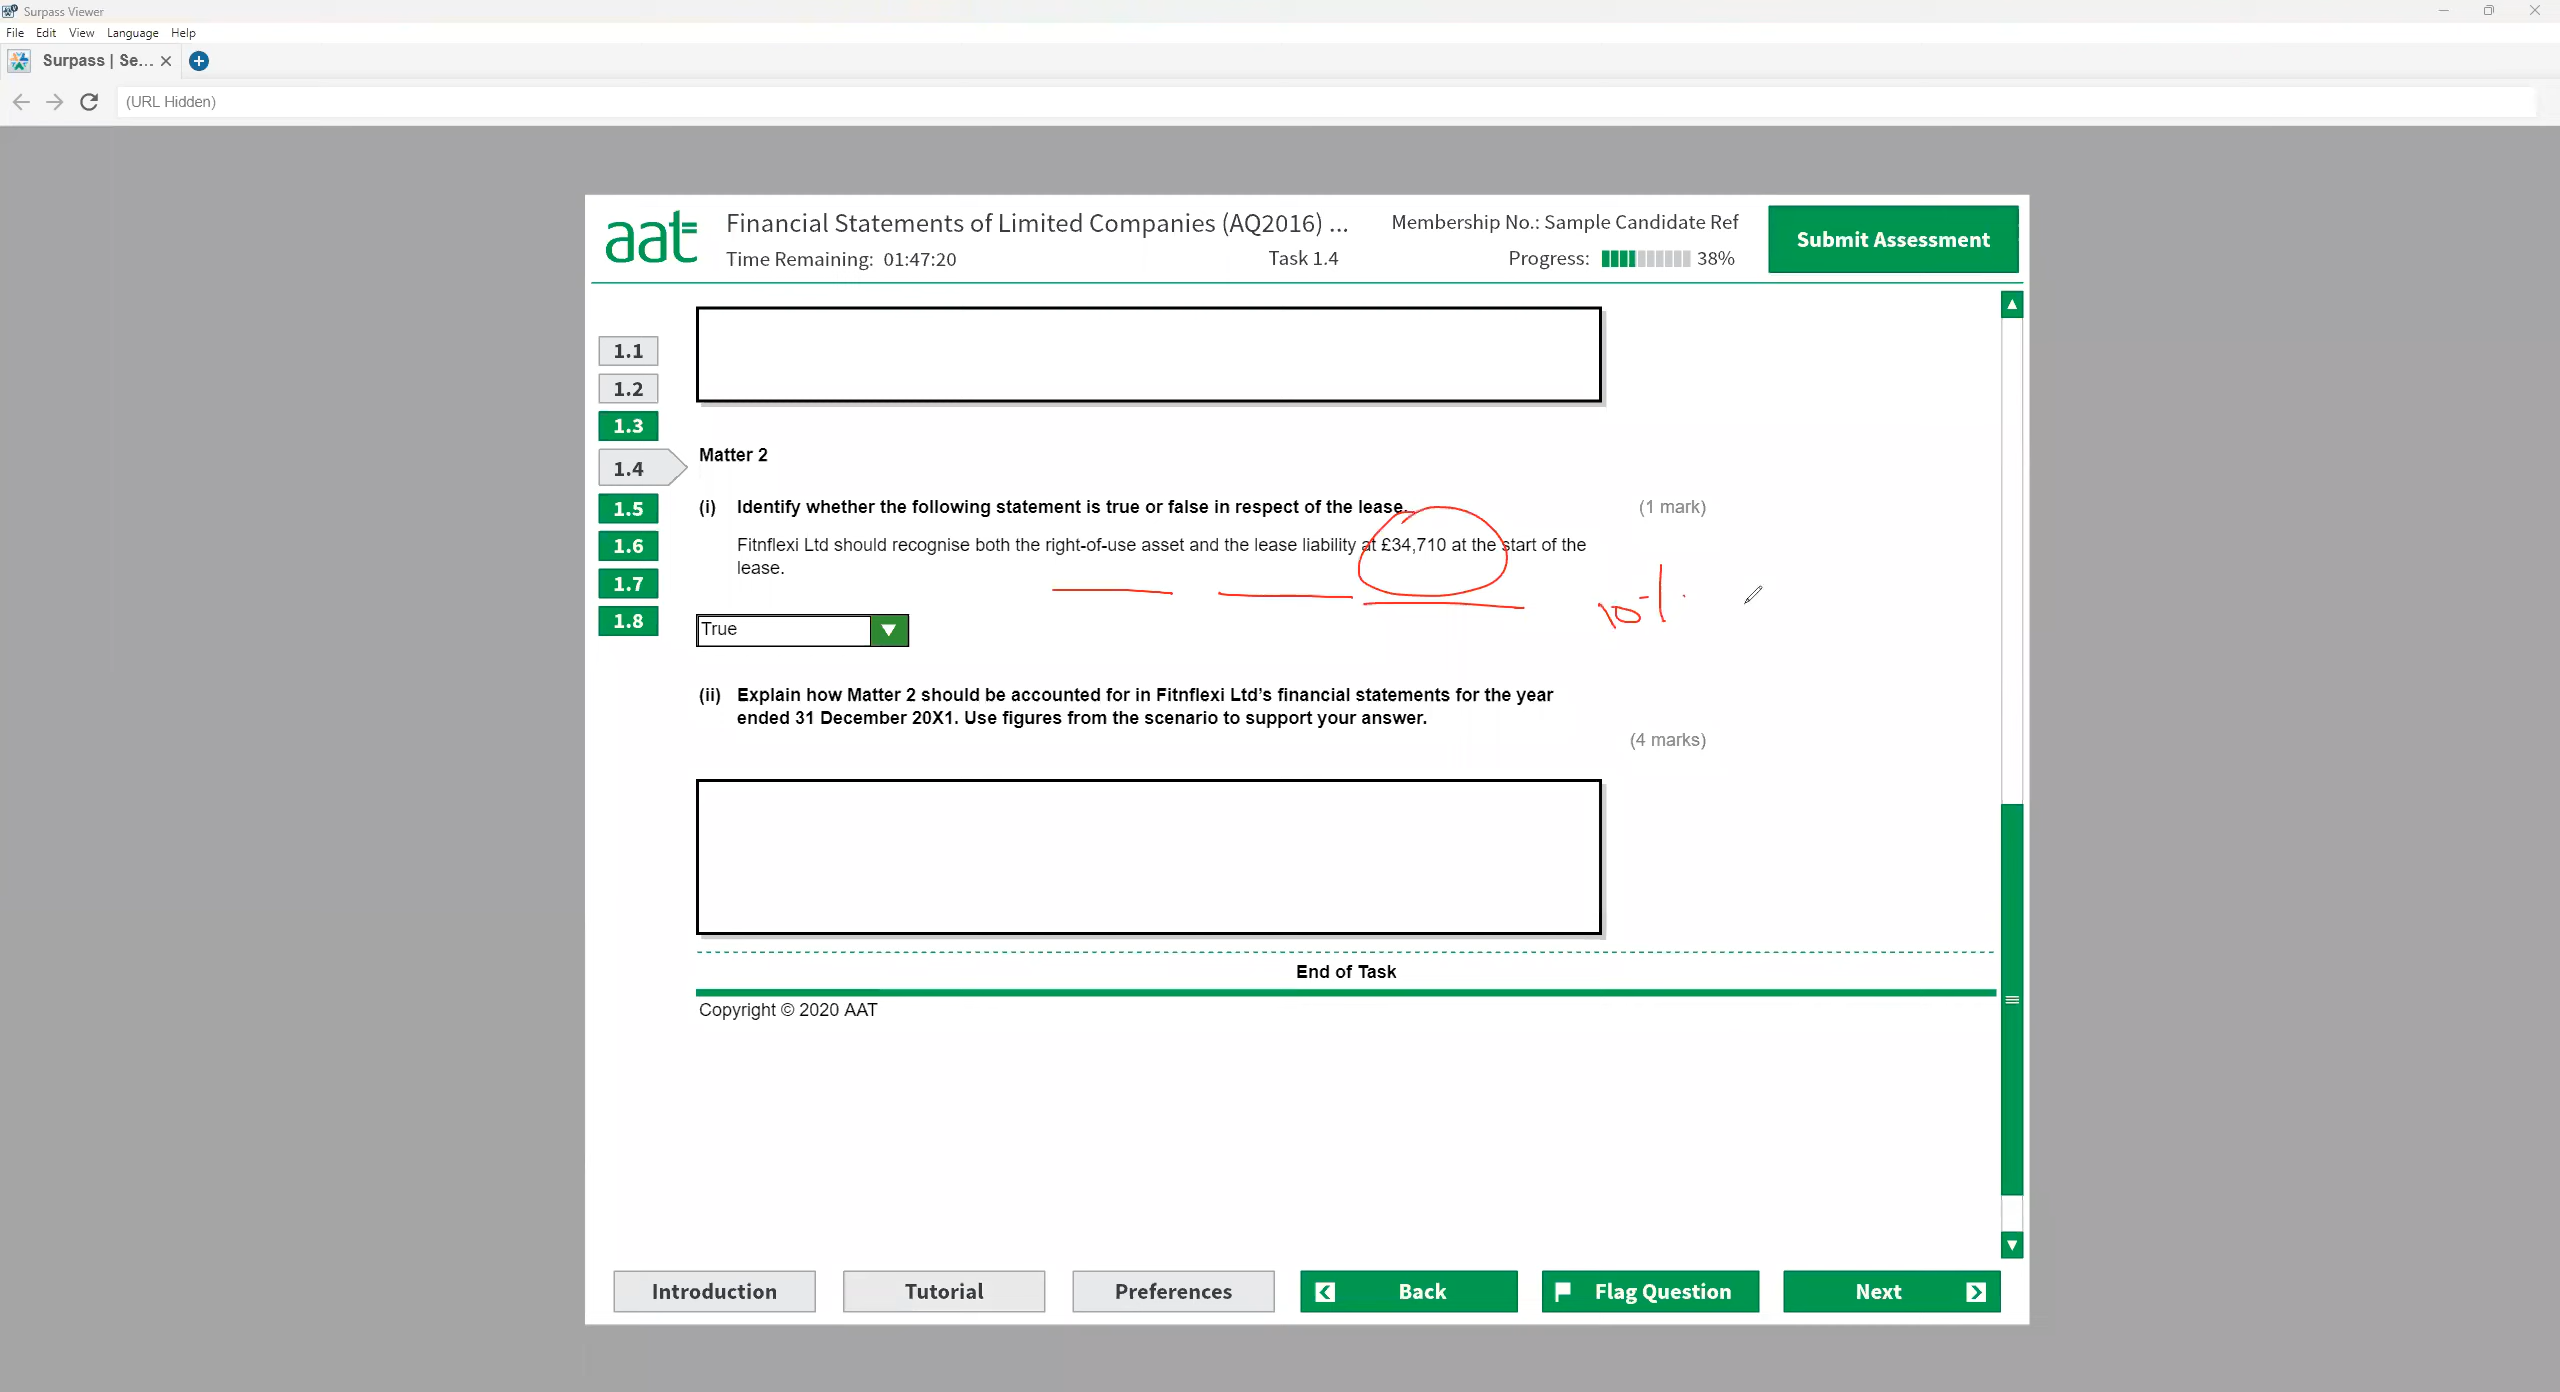 Surpass Viewer
File Edit View Language Help
Surpass | Se...
(URL Hidden)
aat
Financial Statements of Limited Companies (AQ2016) ...
Membership No.: Sample Candidate Ref
Submit Assessment
Time Remaining: 01:47:20
Task 1.4
Progress: 38%
1.1
1.2
1.3
1.4
1.5
1.6
1.7
1.8
Matter 2
(i) Identify whether the following statement is true or false in respect of the lease.
(1 mark)
Fitnflexi Ltd should recognise both the right-of-use asset and the lease liability at £34,710 at the start of the
lease.
10%
True
(ii) Explain how Matter 2 should be accounted for in Fitnflexi Ltd's financial statements for the year
ended 31 December 20X1. Use figures from the scenario to support your answer.
(4 marks)
End of Task
Copyright © 2020 AAT
Introduction
Tutorial
Preferences
Back
Flag Question
Next